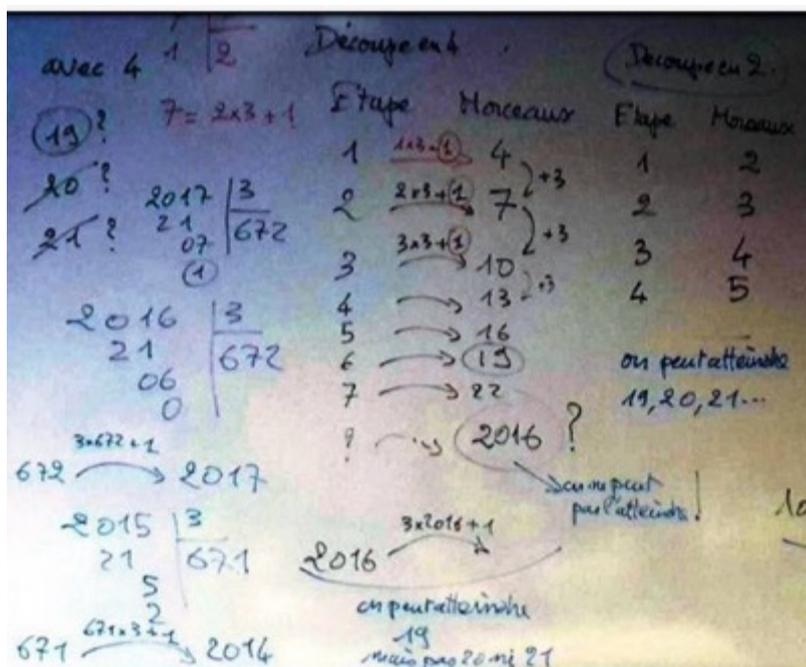 avec 4
19 ?
20 ?
21 ?
1 | 2
7 = 2x3 + 1
2017 | 3
21 672
07
1
2016 | 3
21 672
06
0
3x672+1
672 → 2017
2015 | 3
21 671
5
2
671x3+1
671 → 2014
Découpe en 4
Etape Morceaux
1 1x3+1 4
+3
2 2x3+1 7
+3
3 3x3+1 10
+3
4 → 13
5 → 16
6 → 19
7 → 22
? → 2016 ?
on ne peut
pas l'atteindre !
3x2016+1
2016 →
on peut atteindre
19
mais pas 20 ni 21
Découpe en 2
Etape Morceaux
1 2
2 3
3 4
4 5
on peut atteindre
19, 20, 21...
10